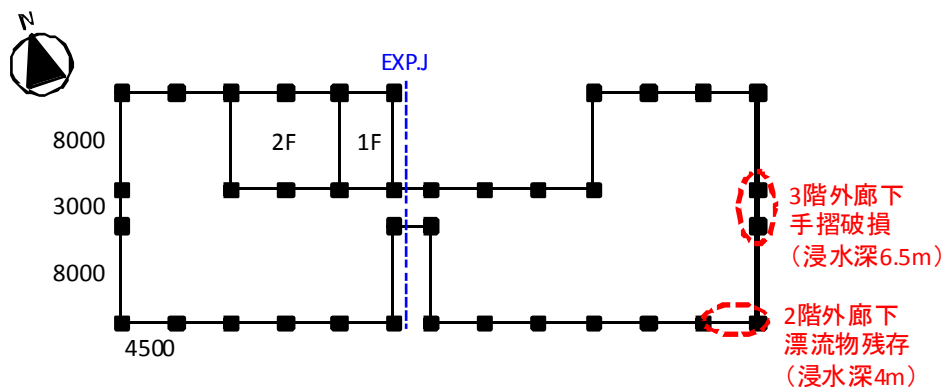 N
EXP.J
8000
2F
1F
3000
8000
4500
3階外廊下
手摺破損
（浸水深6.5m）
2階外廊下
漂流物残存
（浸水深4m）